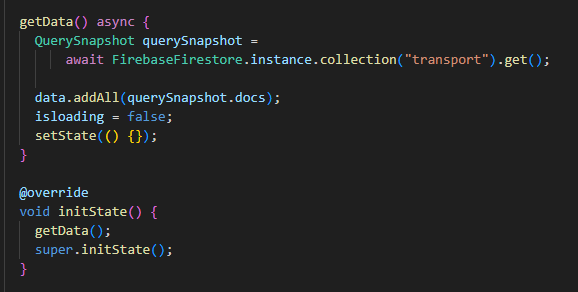 getData() async {
QuerySnapshot querySnapshot =
await FirebaseFirestore.instance.collection("transport").get();
data.addAll(querySnapshot.docs);
isloading = false;
setState(() {});
}
@override
void initState() {
getData();
super.initState();
}